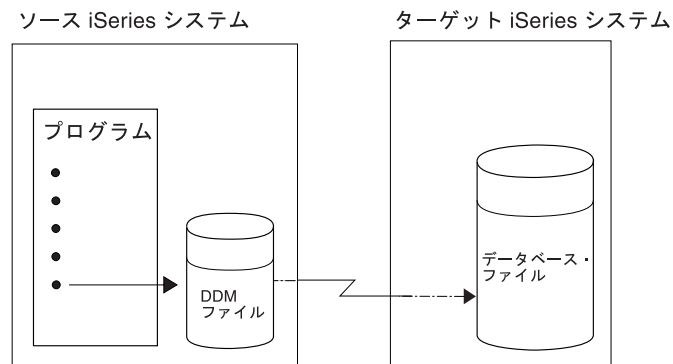 ソース iSeries システム
ターゲット iSeries システム
プログラム
DDM
ファイル
データベース・
ファイル